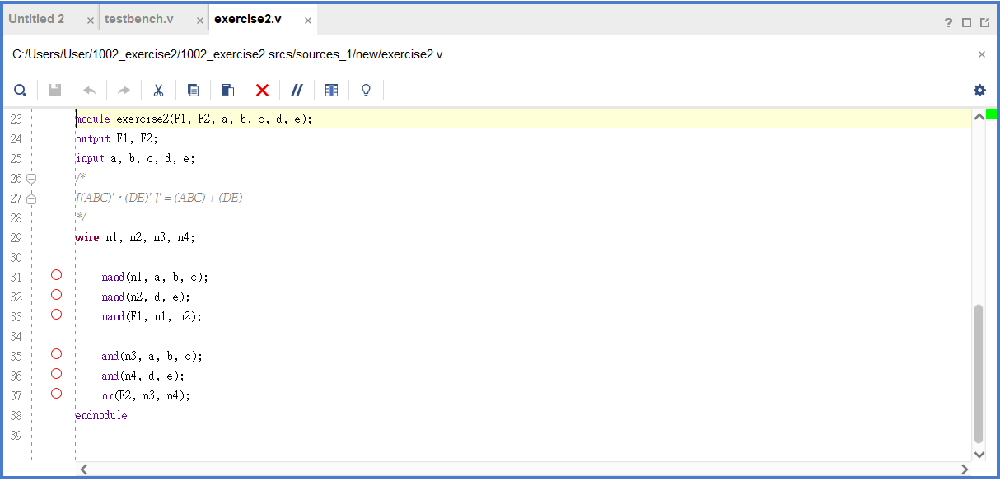 Untitled 2 × testbench.v × exercise2.v ×
?
C:/Users/User/1002_exercise2/1002_exercise2.srcs/sources_1/new/exercise2.v ×
23 module exercise2(F1, F2, a, b, c, d, e);
24 output F1, F2;
25 input a, b, c, d, e;
26 /*
27 [(ABC)' · (DE)' ]' = (ABC) + (DE)
28 */
29 wire n1, n2, n3, n4;
30
31 nand(n1, a, b, c);
32 nand(n2, d, e);
33 nand(F1, n1, n2);
34
35 and(n3, a, b, c);
36 and(n4, d, e);
37 or(F2, n3, n4);
38 endmodule
39